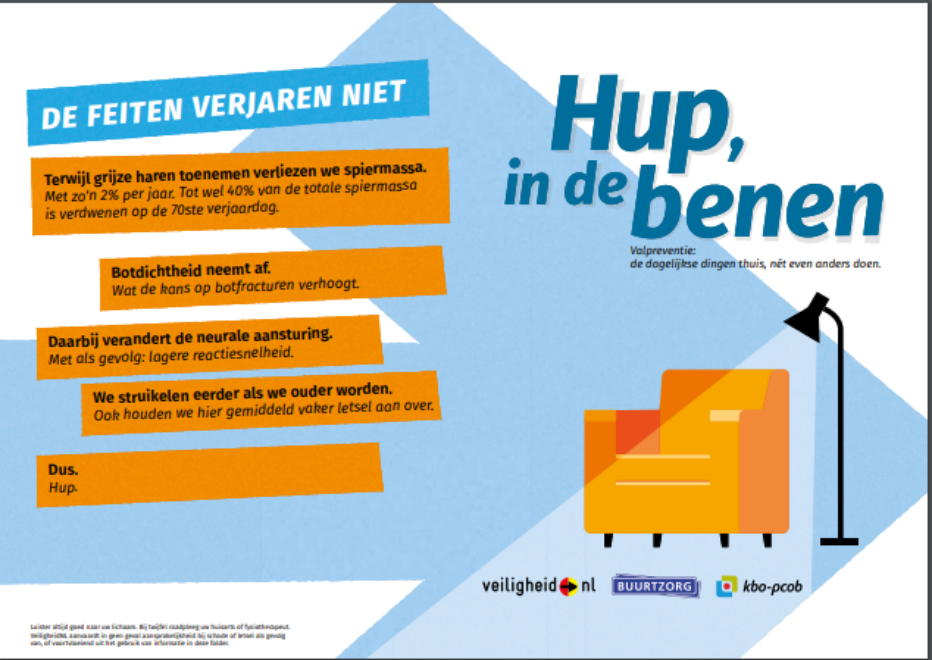 DE FEITEN VERJAREN NIET
Terwijl grijze haren toenemen verliezen we spiermassa.
Met zo'n 2% per jaar. Tot wel 40% van de totale spiermassa
is verdwenen op de 70ste verjaardag.
Botdichtheid neemt af.
Wat de kans op botfracturen verhoogt.
Daarbij verandert de neurale aansturing.
Met als gevolg: lagere reactiesnelheid.
We struikelen eerder als we ouder worden.
Ook houden we hier gemiddeld vaker letsel aan over.
Dus.
Hup.
Luister altijd goed naar uw lichaam. Bij twijfel raadpleeg uw huisarts of fysiotherapeut.
VeiligheidNL aanvaardt in geen geval aansprakelijkheid bij schade of letsel als gevolg
van, of voortvloeiend uit het gebruik van informatie in deze folder.
Hup,
in de benen
Valpreventie:
de dagelijkse dingen thuis, nét even anders doen.
veiligheid nl
BUURTZORG
kbo-pcob